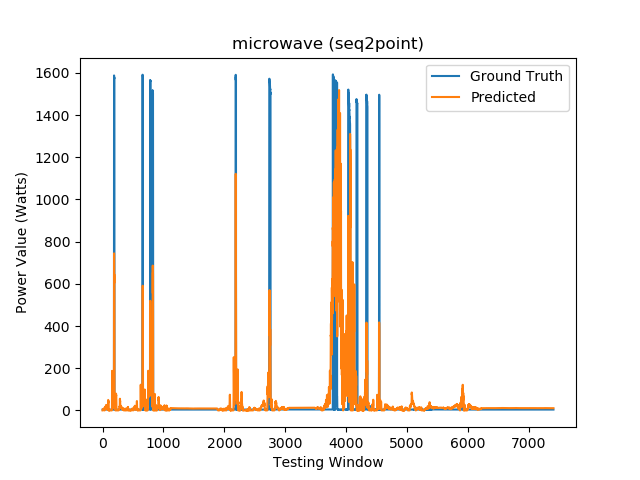 microwave (seq2point)
Ground Truth
Predicted
1600
1400
1200
1000
800
600
400
200
0
Power Value (Watts)
0 1000 2000 3000 4000 5000 6000 7000
Testing Window